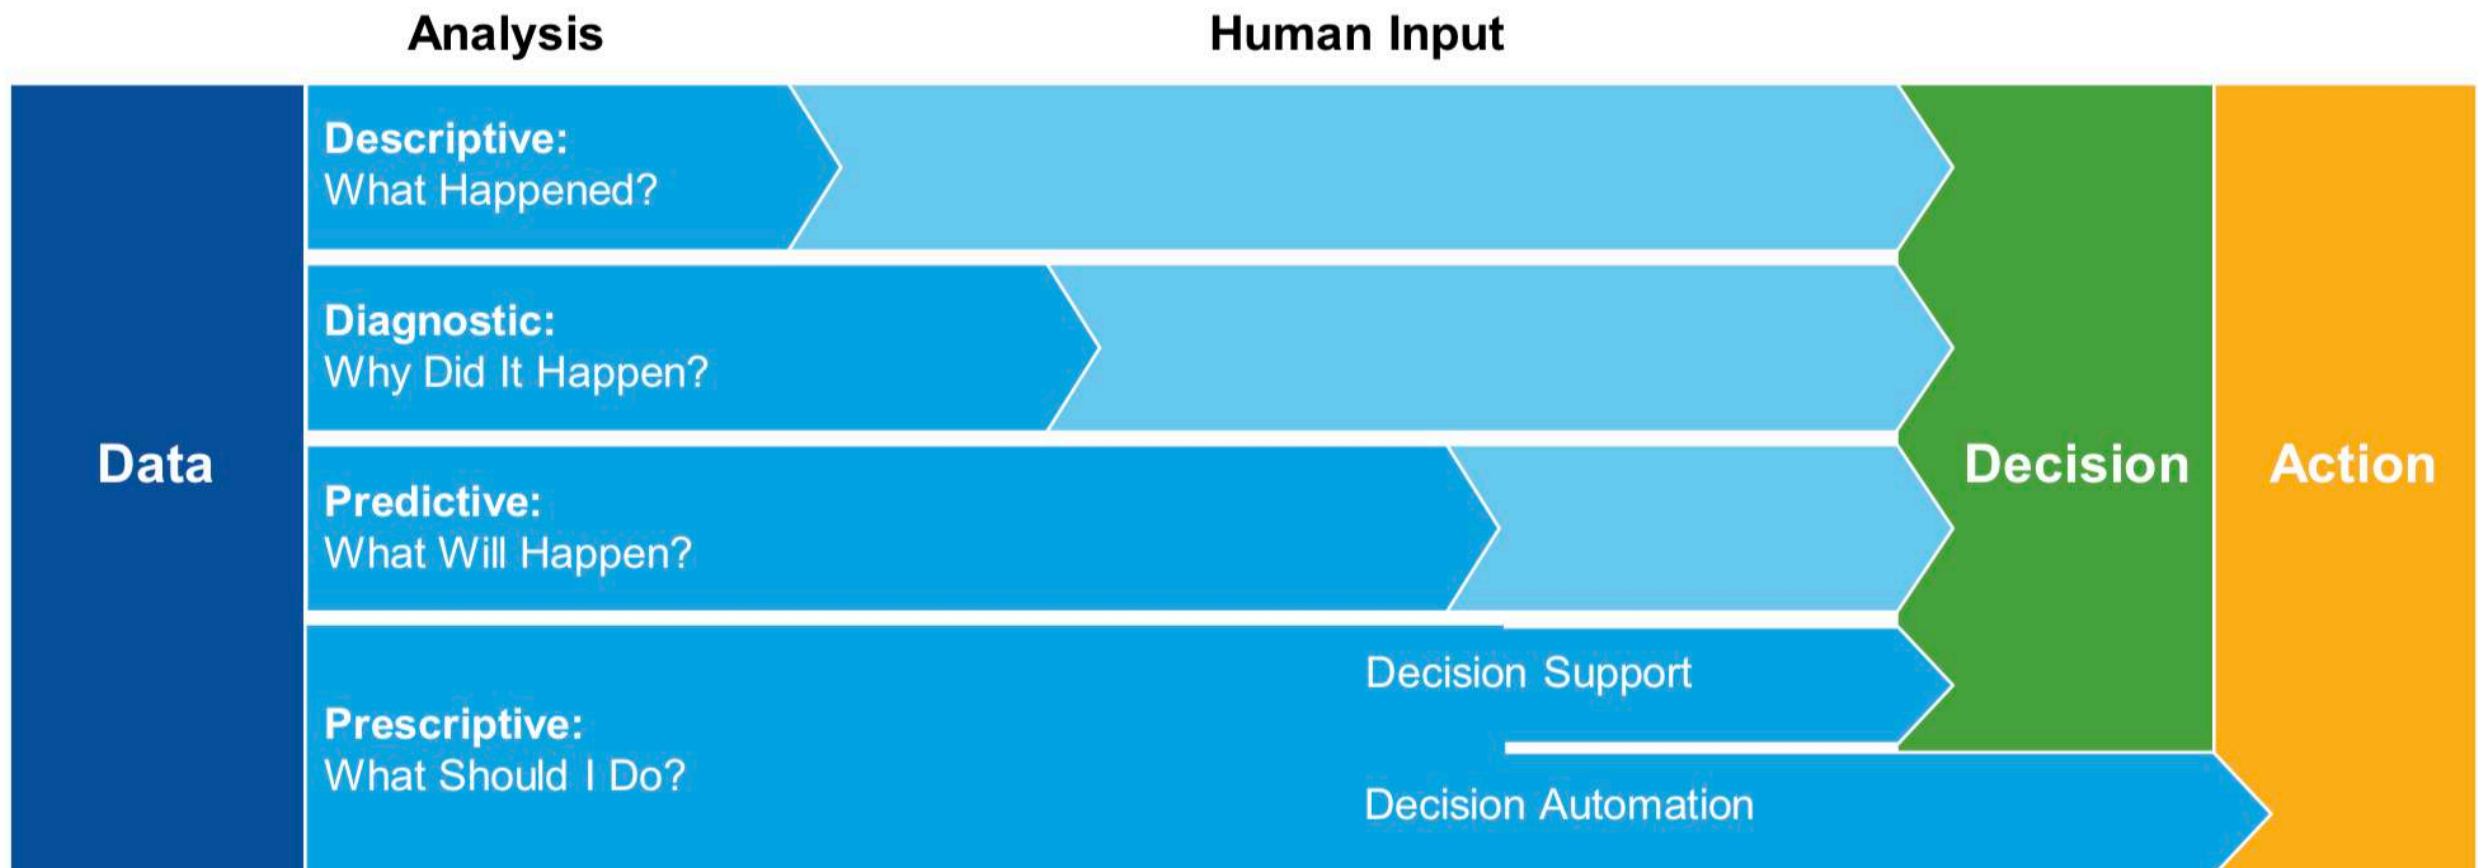 Analysis
Human Input
Data
Descriptive:
What Happened?
Diagnostic:
Why Did It Happen?
Predictive:
What Will Happen?
Prescriptive:
What Should I Do?
Decision Support
Decision Automation
Decision
Action